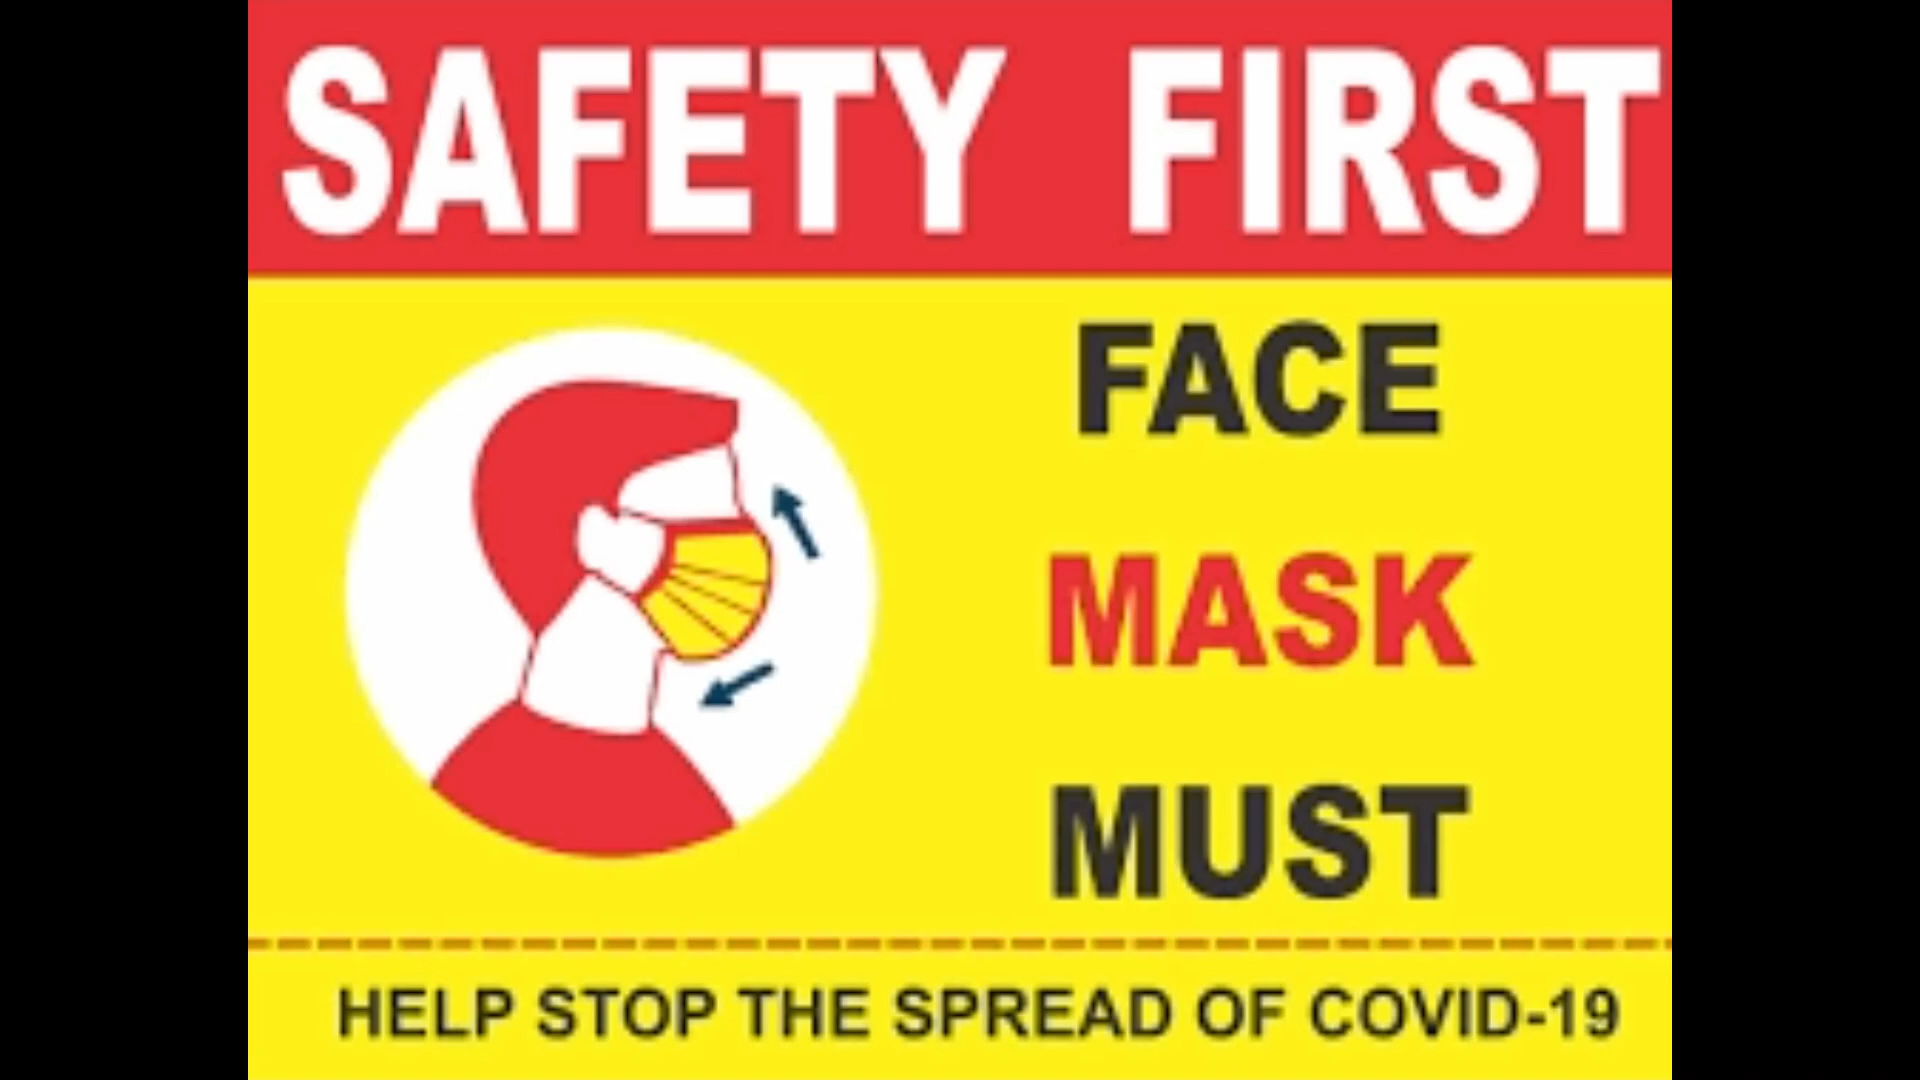 SAFETY FIRST
FACE
MASK
MUST
HELP STOP THE SPREAD OF COVID-19